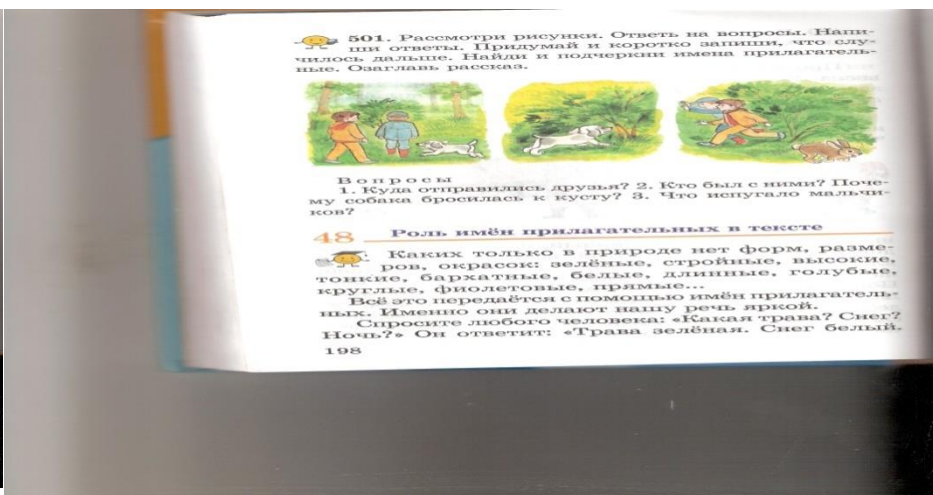 501. Рассмотри рисунки. Ответь на вопросы. Напи-
ши ответы. Придумай и коротко запиши, что слу-
чилось дальше. Найди и подчеркни имена прилагатель-
ные. Озаглавь рассказ.
Вопросы
1. Куда отправились друзья? 2. Кто был с ними? Поче-
му собака бросилась к кусту? 3. Что испугало мальчи-
ков?
48 Роль имён прилагательных в тексте
Каких только в природе нет форм, разме-
ров, окрасок: зелёные, стройные, высокие,
тонкие, бархатные, белые, длинные, голубые,
круглые, фиолетовые, прямые...
Всё это передаётся с помощью имён прилагатель-
ных. Именно они делают нашу речь яркой.
Спросите любого человека: «Какая трава? Снег?
Ночь?» Он ответит: «Трава зелёная. Снег белый.
198